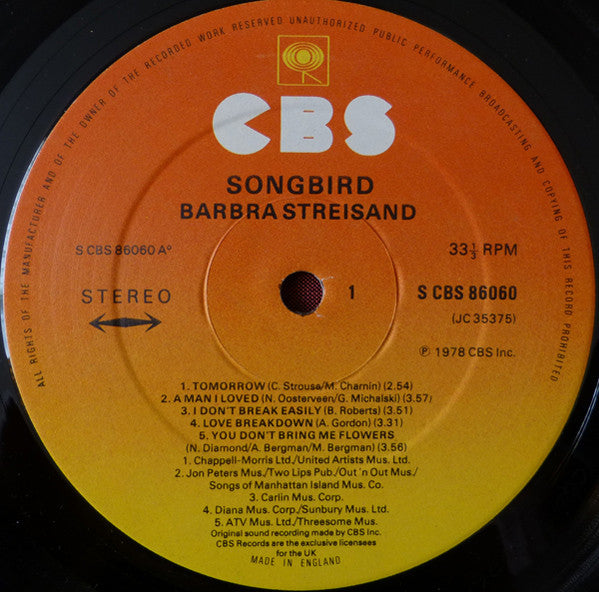 ALL RIGHTS OF THE MANUFACTURER AND OF THE OWNER OF THE RECORDED WORK RESERVED UNAUTHORIZED PUBLIC PERFORMANCE BROADCASTING AND COPYING OF THIS RECORD PROHIBITED
CBS
SONGBIRD
BARBRA STREISAND
S CBS 86060 A° 33⅓ RPM
STEREO 1 S CBS 86060
(JC 35375)
℗ 1978 CBS Inc.
1. TOMORROW (C. Strouse/M. Charnin) (2.54)
2. A MAN I LOVED (N. Oosterveen/G. Michalski) (3.57)
3. I DON'T BREAK EASILY (B. Roberts) (3.51)
4. LOVE BREAKDOWN (A. Gordon) (3.31)
5. YOU DON'T BRING ME FLOWERS
(N. Diamond/A. Bergman/M. Bergman) (3.56)
1. Chappell-Morris Ltd./United Artists Mus. Ltd.
2. Jon Peters Mus./Two Lips Pub./Out 'n Out Mus./
Songs of Manhattan Island Mus. Co.
3. Carlin Mus. Corp.
4. Diana Mus. Corp./Sunbury Mus. Ltd.
5. ATV Mus. Ltd./Threesome Mus.
Original sound recording made by CBS Inc.
CBS Records are the exclusive licensees
for the UK
MADE IN ENGLAND